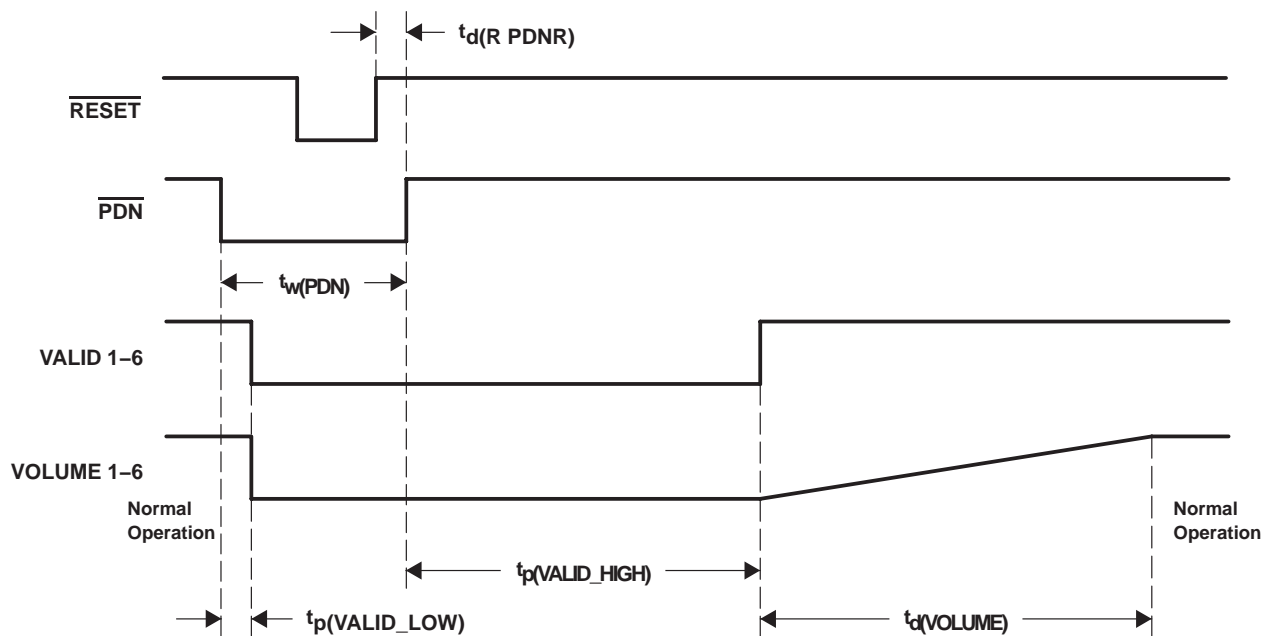 td(R PDNR)
RESET
PDN
tw(PDN)
VALID 1–6
VOLUME 1–6
Normal
Operation
Normal
Operation
tp(VALID_HIGH)
tp(VALID_LOW)
td(VOLUME)